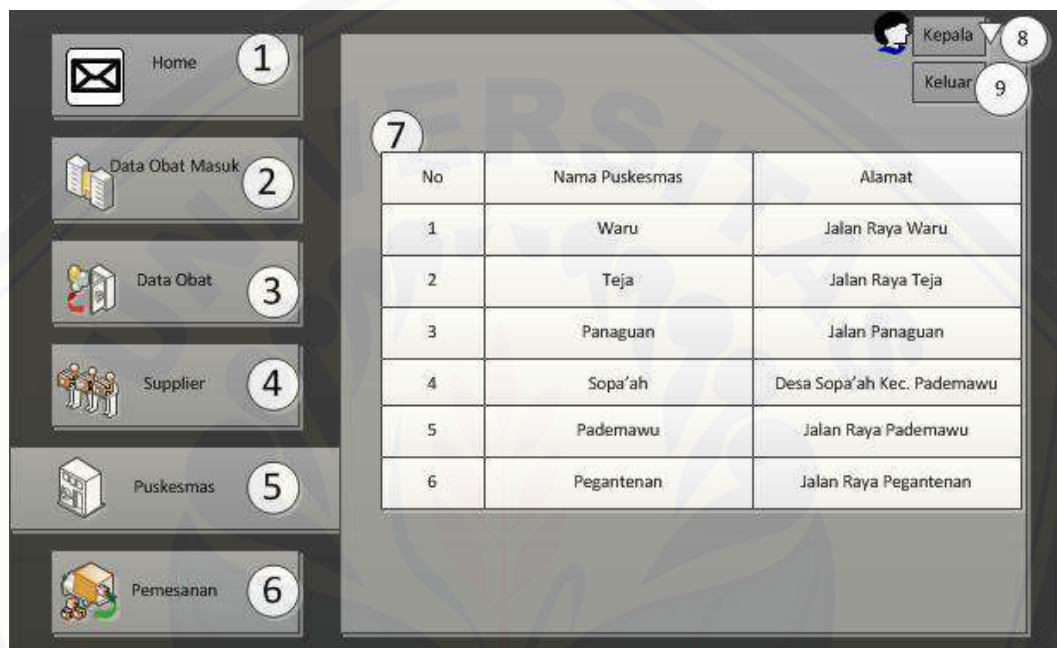 Home 1
Data Obat Masuk 2
Data Obat 3
Supplier 4
Puskesmas 5
Pemesanan 6
Kepala 8
Keluar 9
7
No Nama Puskesmas Alamat
1 Waru Jalan Raya Waru
2 Teja Jalan Raya Teja
3 Panaguan Jalan Panaguan
4 Sopa'ah Desa Sopa'ah Kec. Pademawu
5 Pademawu Jalan Raya Pademawu
6 Pegantenan Jalan Raya Pegantenan
UNIVERSITAS